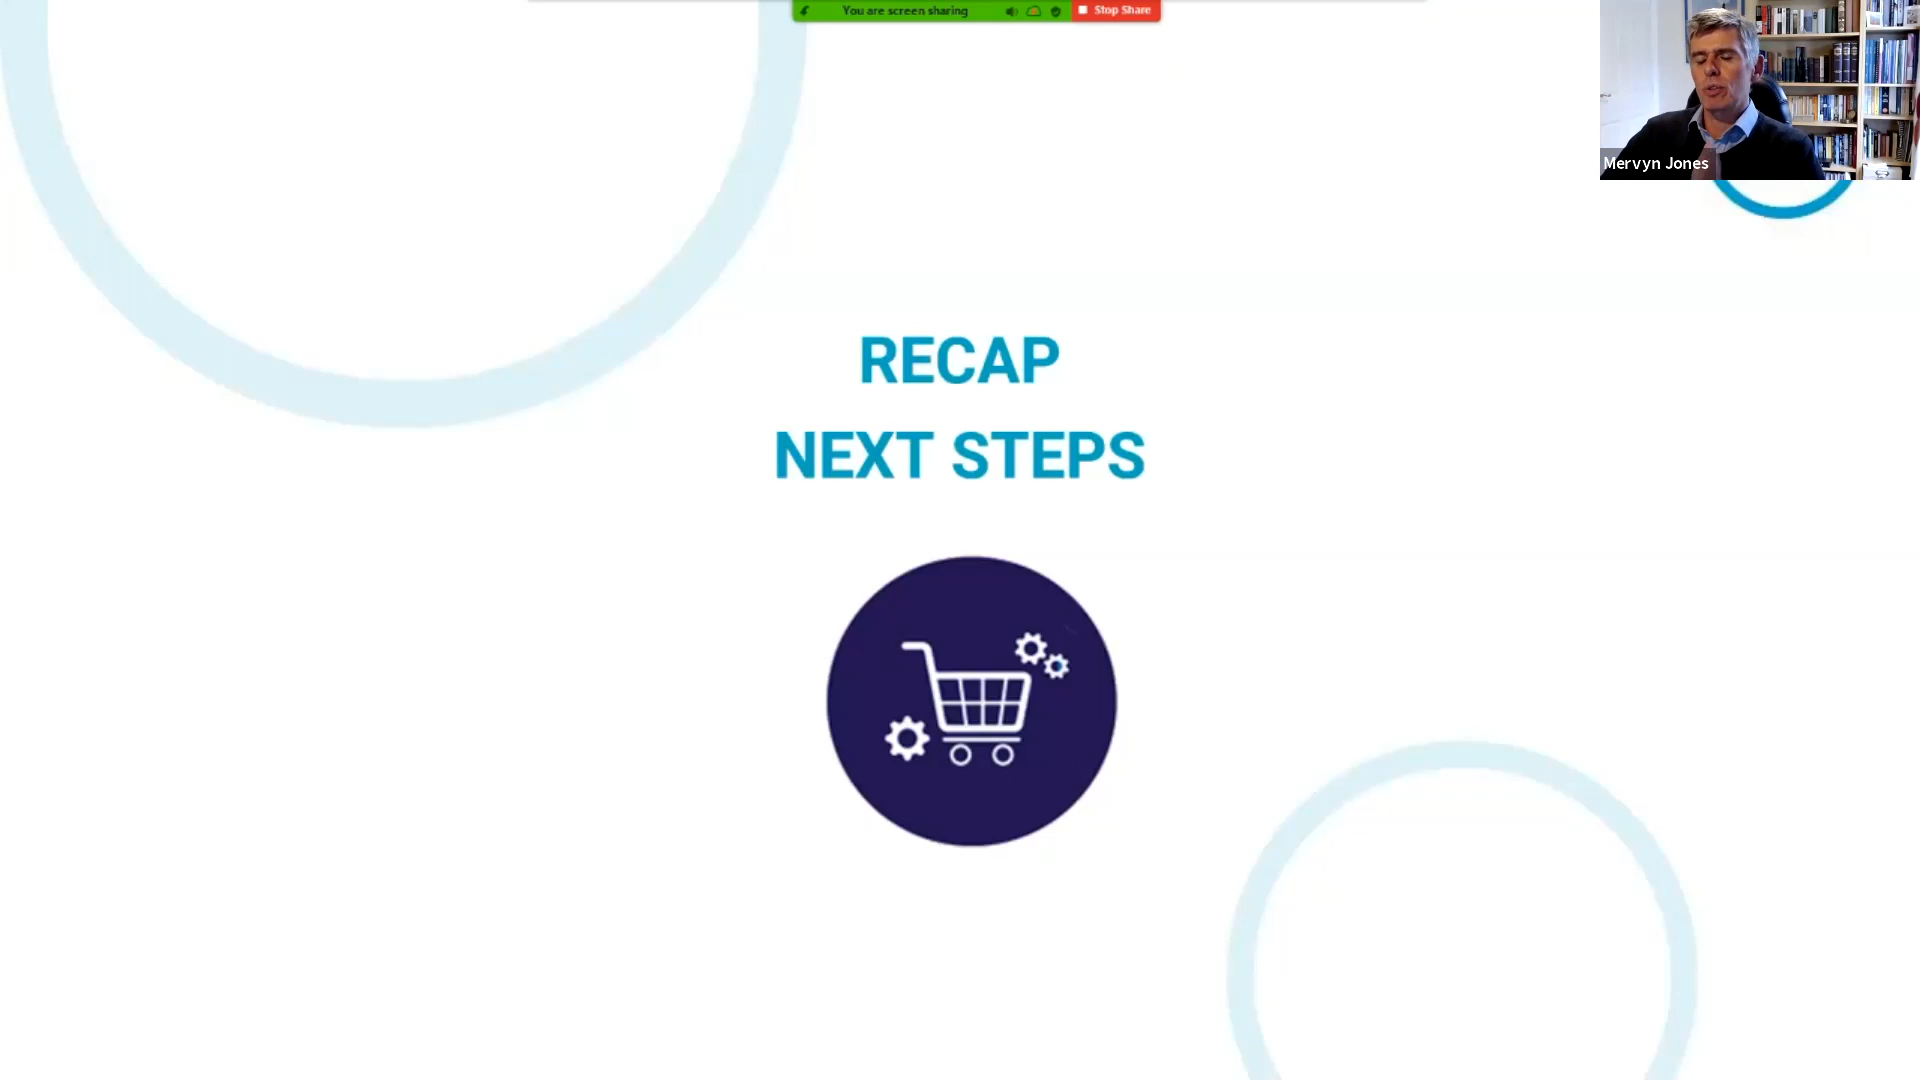 You are screen sharing
Stop Share
Mervyn Jones
RECAP
NEXT STEPS